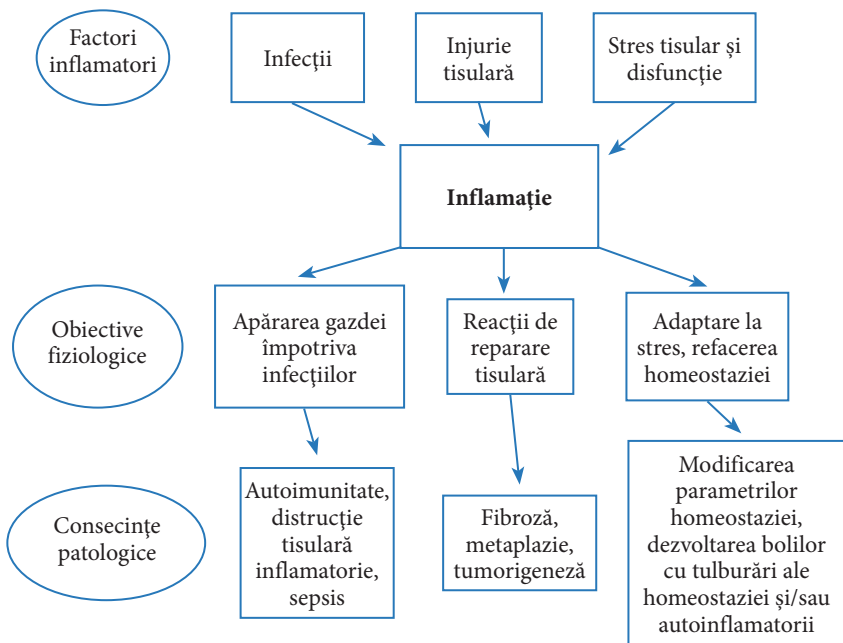 Factori
inflamatori
Infecții
Injurie
tisulară
Stres tisular și
disfuncție
Inflamație
Obiective
fiziologice
Apărarea gazdei
împotriva
infecțiilor
Reacții de
reparare
tisulară
Adaptare la
stres, refacerea
homeostaziei
Consecințe
patologice
Autoimunitate,
distrucție
tisulară
inflamatorie,
sepsis
Fibroză,
metaplazie,
tumorigeneză
Modificarea
parametrilor
homeostaziei,
dezvoltarea bolilor
cu tulburări ale
homeostaziei și/sau
autoinflamatorii